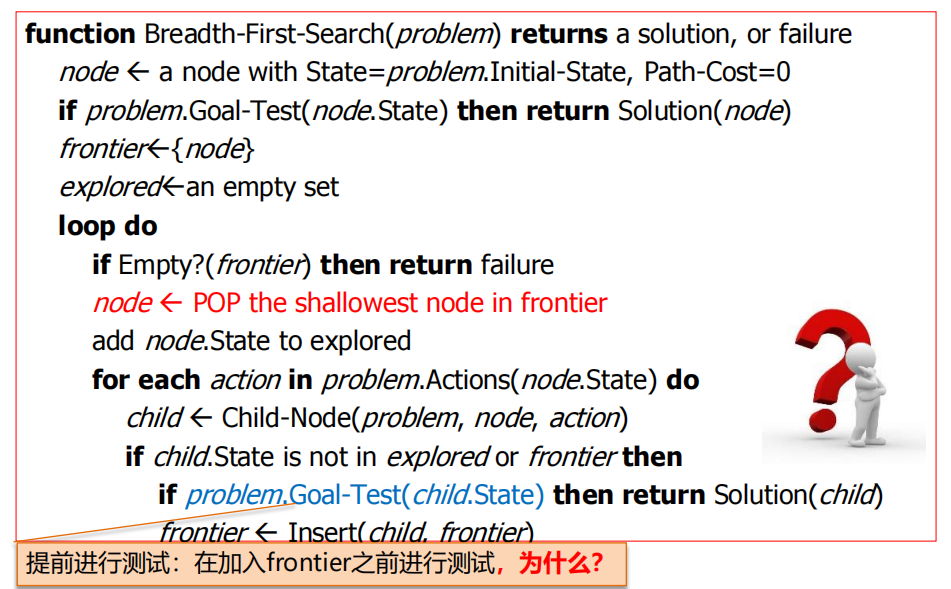 function Breadth-First-Search(problem) returns a solution, or failure
node ← a node with State=problem.Initial-State, Path-Cost=0
if problem.Goal-Test(node.State) then return Solution(node)
frontier←{node}
explored←an empty set
loop do
if Empty?(frontier) then return failure
node ← POP the shallowest node in frontier
add node.State to explored
for each action in problem.Actions(node.State) do
child ← Child-Node(problem, node, action)
if child.State is not in explored or frontier then
if problem.Goal-Test(child.State) then return Solution(child)
frontier ← Insert(child, frontier)
提前进行测试：在加入frontier之前进行测试，为什么？